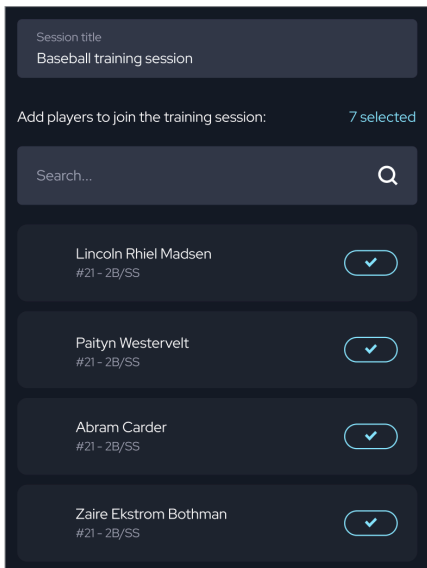 Session title
Baseball training session
Add players to join the training session: 7 selected
Search...
Lincoln Rhiel Madsen
#21 - 2B/SS
Paityn Westervelt
#21 - 2B/SS
Abram Carder
#21 - 2B/SS
Zaire Ekstrom Bothman
#21 - 2B/SS